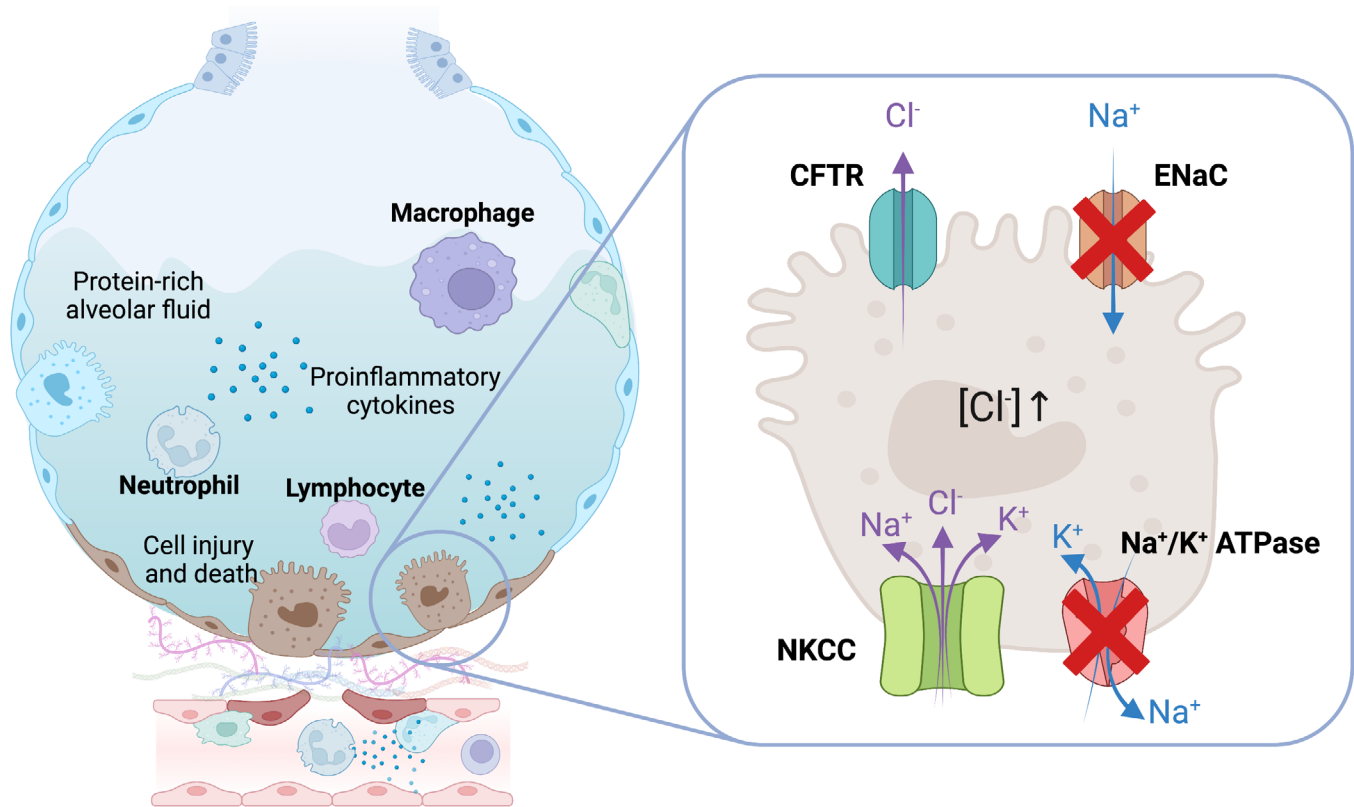 Macrophage
Protein-rich
alveolar fluid
Proinflammatory
cytokines
Neutrophil
Lymphocyte
Cell injury
and death
Cl⁻
Na⁺
CFTR
ENaC
[Cl⁻]↑
Na⁺
Cl⁻
K⁺
K⁺
Na⁺/K⁺ ATPase
NKCC
Na⁺